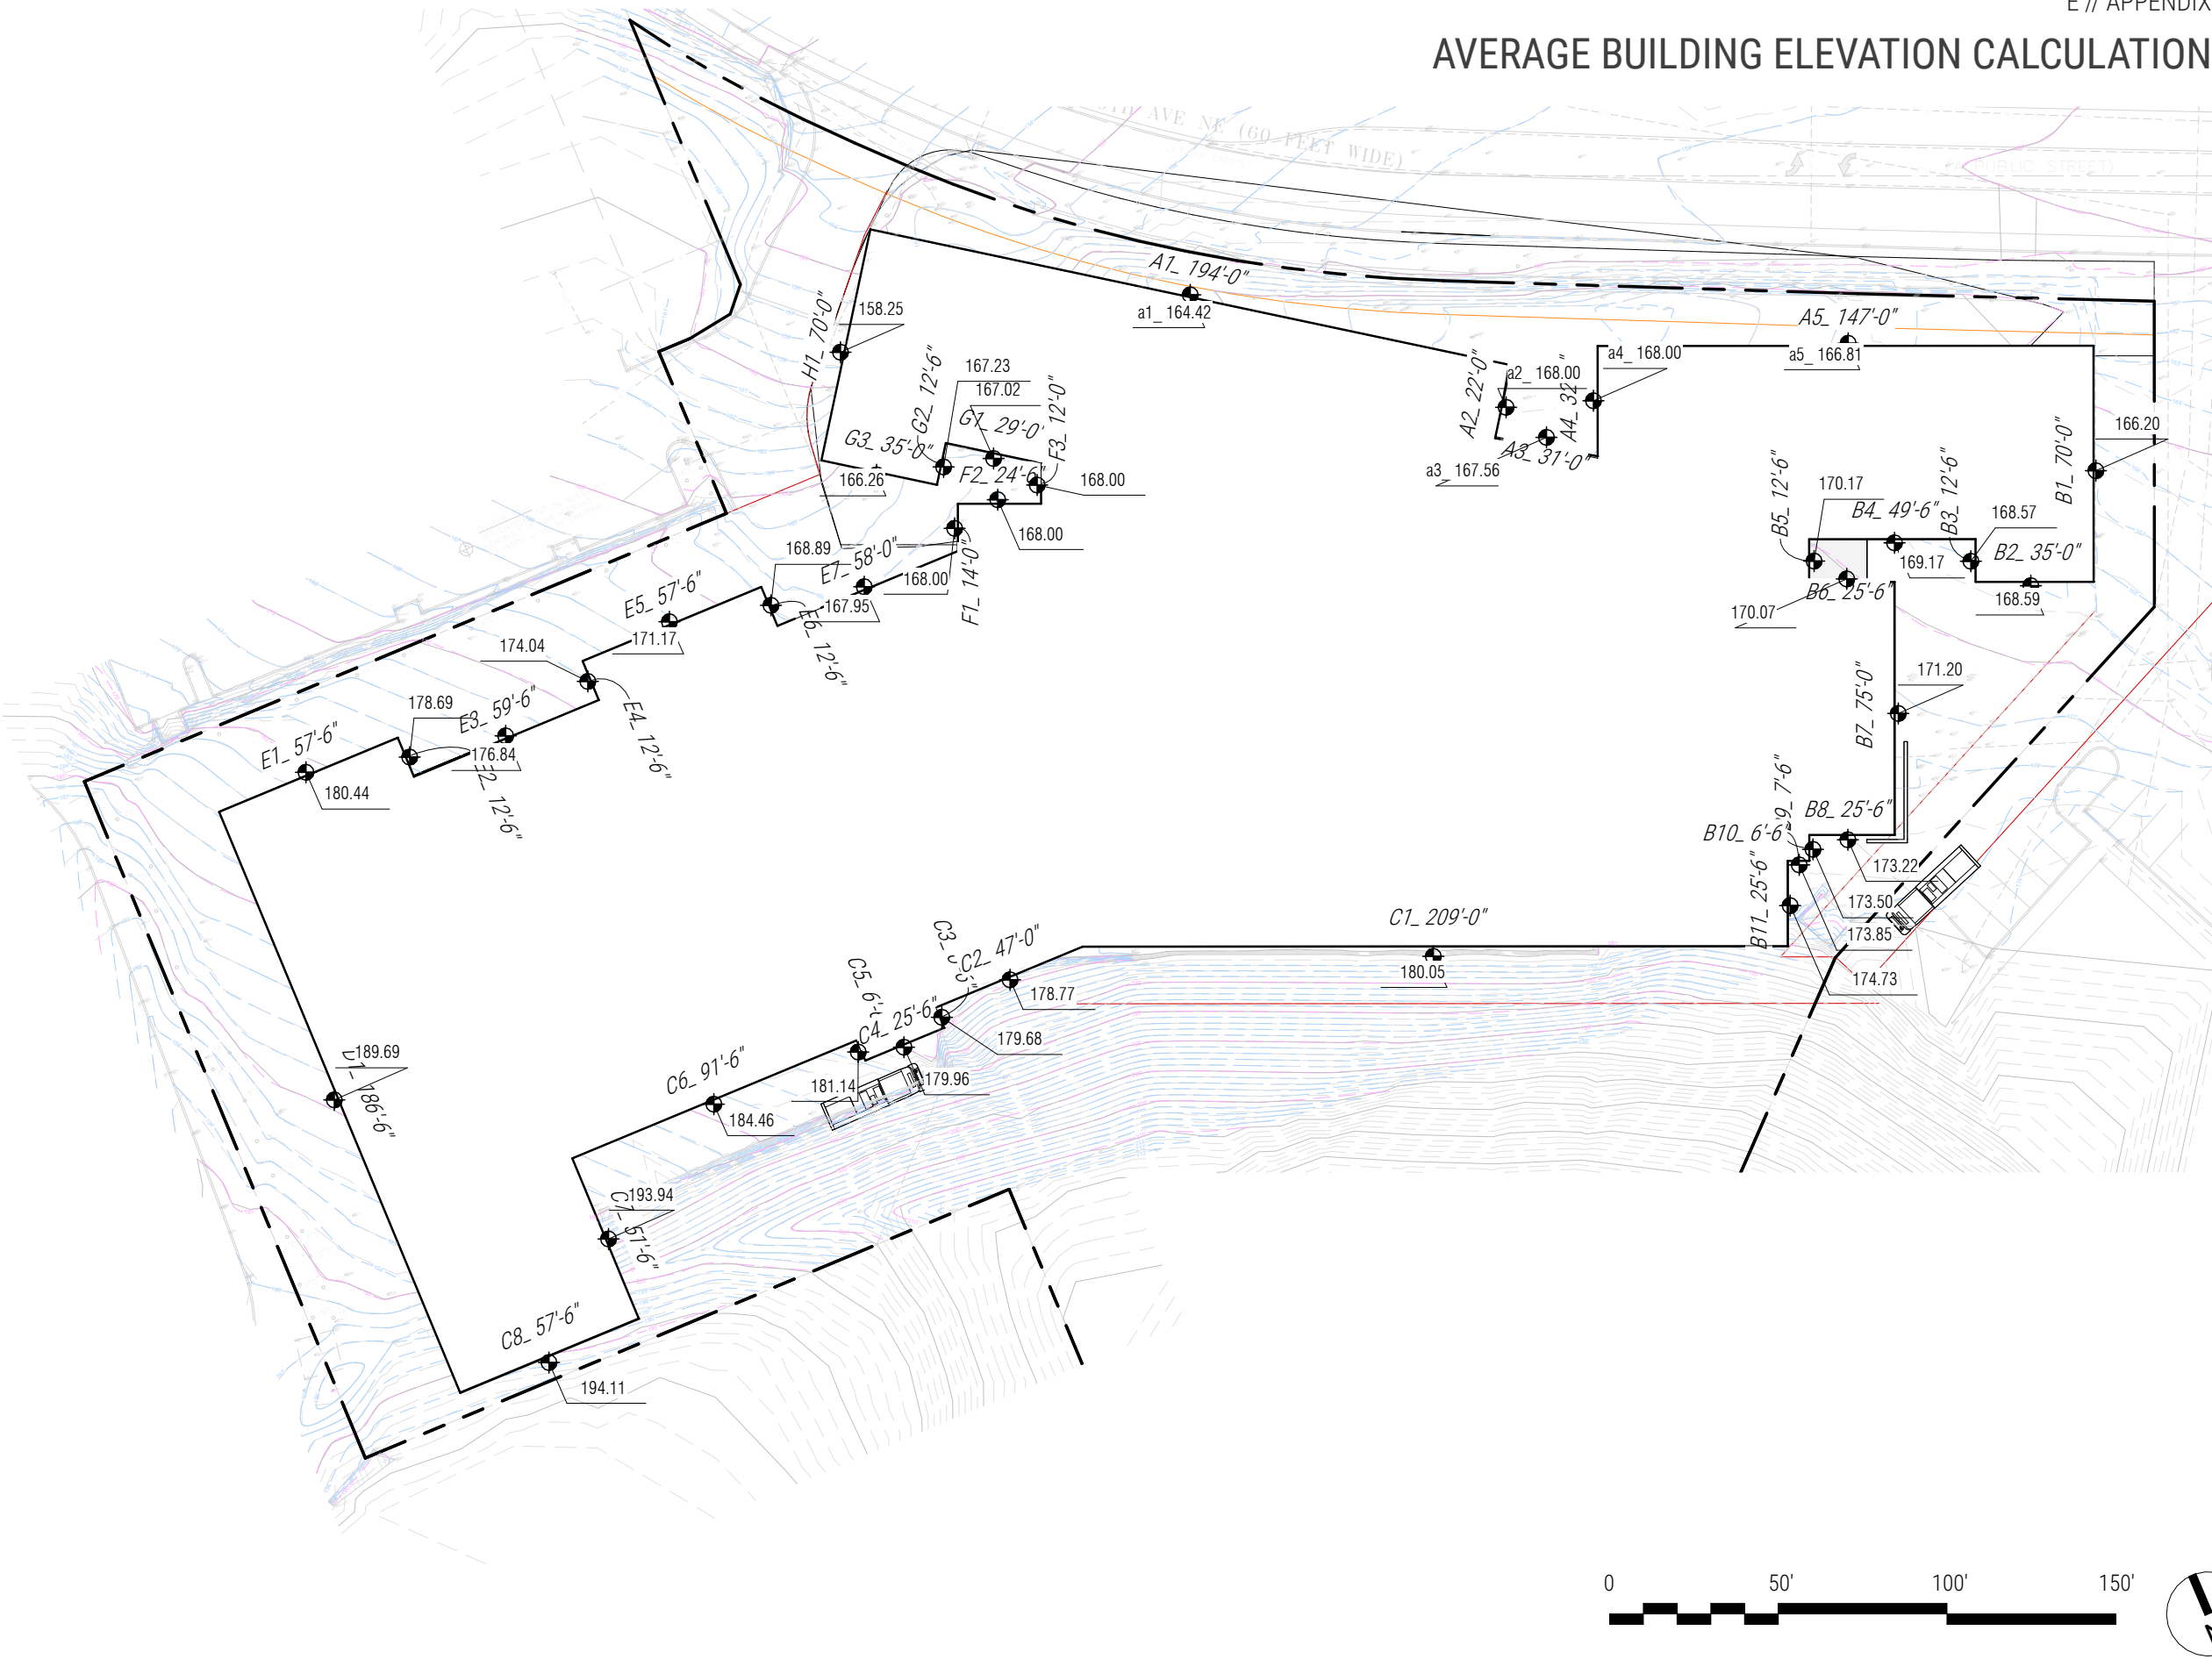 E // APPENDIX
AVERAGE BUILDING ELEVATION CALCULATION
AVE NE (60 FEET WIDE)
A1_ 194'-0"
a1_ 164.42
H1_ 70'-0"
158.25
G2_ 12'-6"
167.23
167.02
G1_ 29'-0'
F3_ 12'-0"
G3_ 35'-0"
166.26
F2_ 24'-6"
168.00
168.00
F1_ 14'-0"
168.00
A2_ 22'-0"
a2_ 168.00
A4_ 32
a4_ 168.00
A3_ 31'-0"
a3_ 167.56
A5_ 147'-0"
a5_ 166.81
B1_ 70'-0"
166.20
B5_ 12'-6"
170.17
B4_ 49'-6"
169.17
B3_ 12'-6"
168.57
B2_ 35'-0"
168.59
B6_ 25'-6"
170.07
B7_ 75'-0"
171.20
B8_ 25'-6"
173.22
9_ 7'-6"
173.50
B10_ 6'-6"
173.85
B11_ 25'-6"
174.73
168.89
E7_ 58'-0"
167.95
E6_ 12'-6"
E5_ 57'-6"
171.17
174.04
E4_ 12'-6"
E3_ 59'-6"
176.84
178.69
E2_ 12'-6"
E1_ 57'-6"
180.44
C1_ 209'-0"
180.05
C2_ 47'-0"
178.77
C3_
179.68
C4_ 25'-6"
179.96
C5_ 6'-
181.14
C6_ 91'-6"
184.46
189.69
186'-6"
193.94
C7_ 51'-6"
C8_ 57'-6"
194.11
0 50' 100' 150'